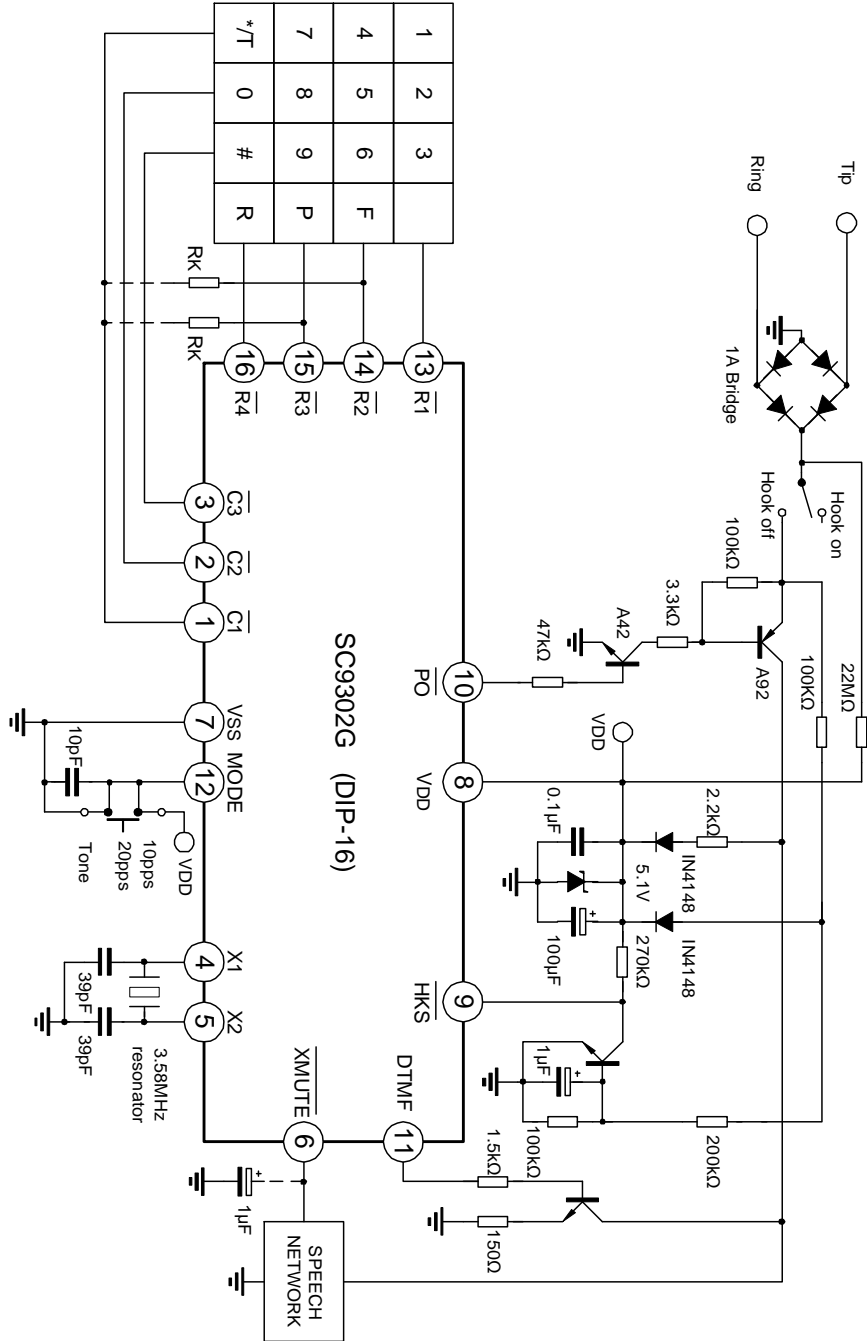 Tip
Ring
1A Bridge
Hook on
Hook off
22MΩ
100KΩ
A92
100kΩ
3.3kΩ
A42
47kΩ
VDD
2.2kΩ
IN4148
IN4148
5.1V
0.1μF
100μF
270kΩ
1μF
100kΩ
200kΩ
1.5kΩ
150Ω
1 2 3
4 5 6 F
7 8 9 P
*/T 0 # R
RK
RK
13 R1
14 R2
15 R3
16 R4
10 PO
8 VDD
9 HKS
11 DTMF
SC9302G (DIP-16)
3 C3
2 C2
1 C1
7 VSS
12 MODE
4 X1
5 X2
6 XMUTE
10pF
VDD
10pps
20pps
Tone
39pF
39pF
3.58MHz
resonator
1μF
SPEECH
NETWORK
+
+
+